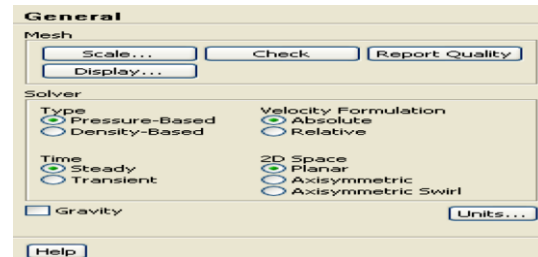 General
Mesh
Scale... Check Report Quality
Display...
Solver
Type Velocity Formulation
Pressure-Based Absolute
Density-Based Relative
Time 2D Space
Steady Planar
Transient Axisymmetric
Axisymmetric Swirl
Gravity Units...
Help